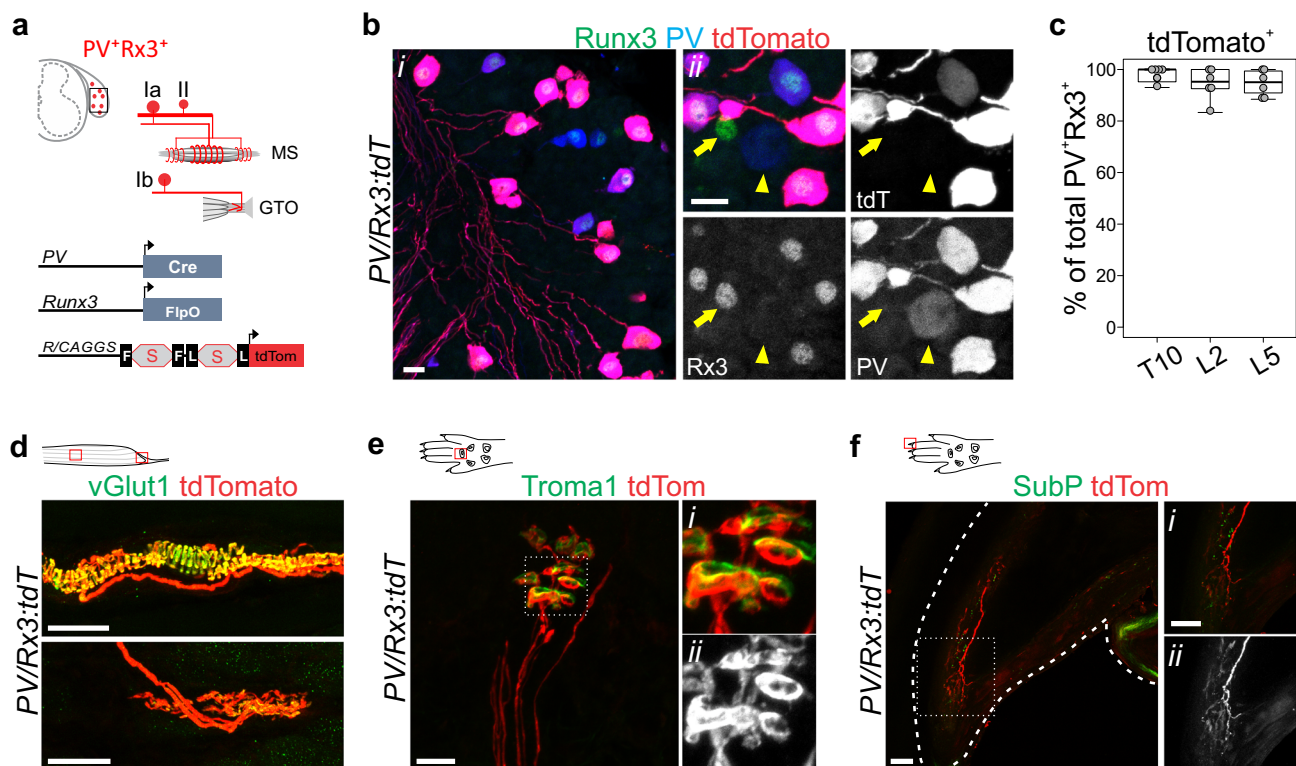 a
PV⁺Rx3⁺
Ia
II
MS
Ib
GTO
PV
Cre
Runx3
FlpO
R/CAGGS
F S F L S L tdTom
b
Runx3 PV tdTomato
PV/Rx3:tdT
i
ii
tdT
Rx3
PV
c
tdTomato⁺
% of total PV⁺Rx3⁺
100
80
60
40
20
0
T10
L2
L5
d
vGlut1 tdTomato
PV/Rx3:tdT
e
Troma1 tdTom
PV/Rx3:tdT
i
ii
f
SubP tdTom
PV/Rx3:tdT
i
ii